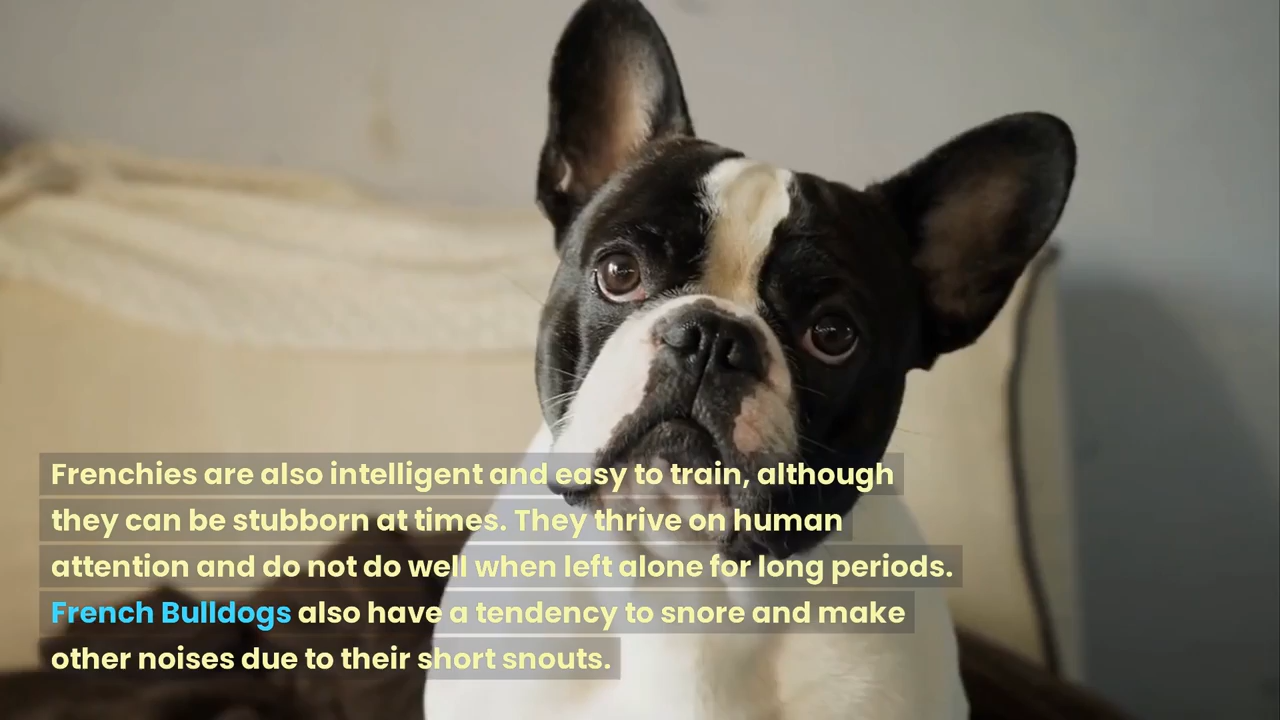 Frenchies are also intelligent and easy to train, although
they can be stubborn at times. They thrive on human
attention and do not do well when left alone for long periods.
French Bulldogs also have a tendency to snore and make
other noises due to their short snouts.